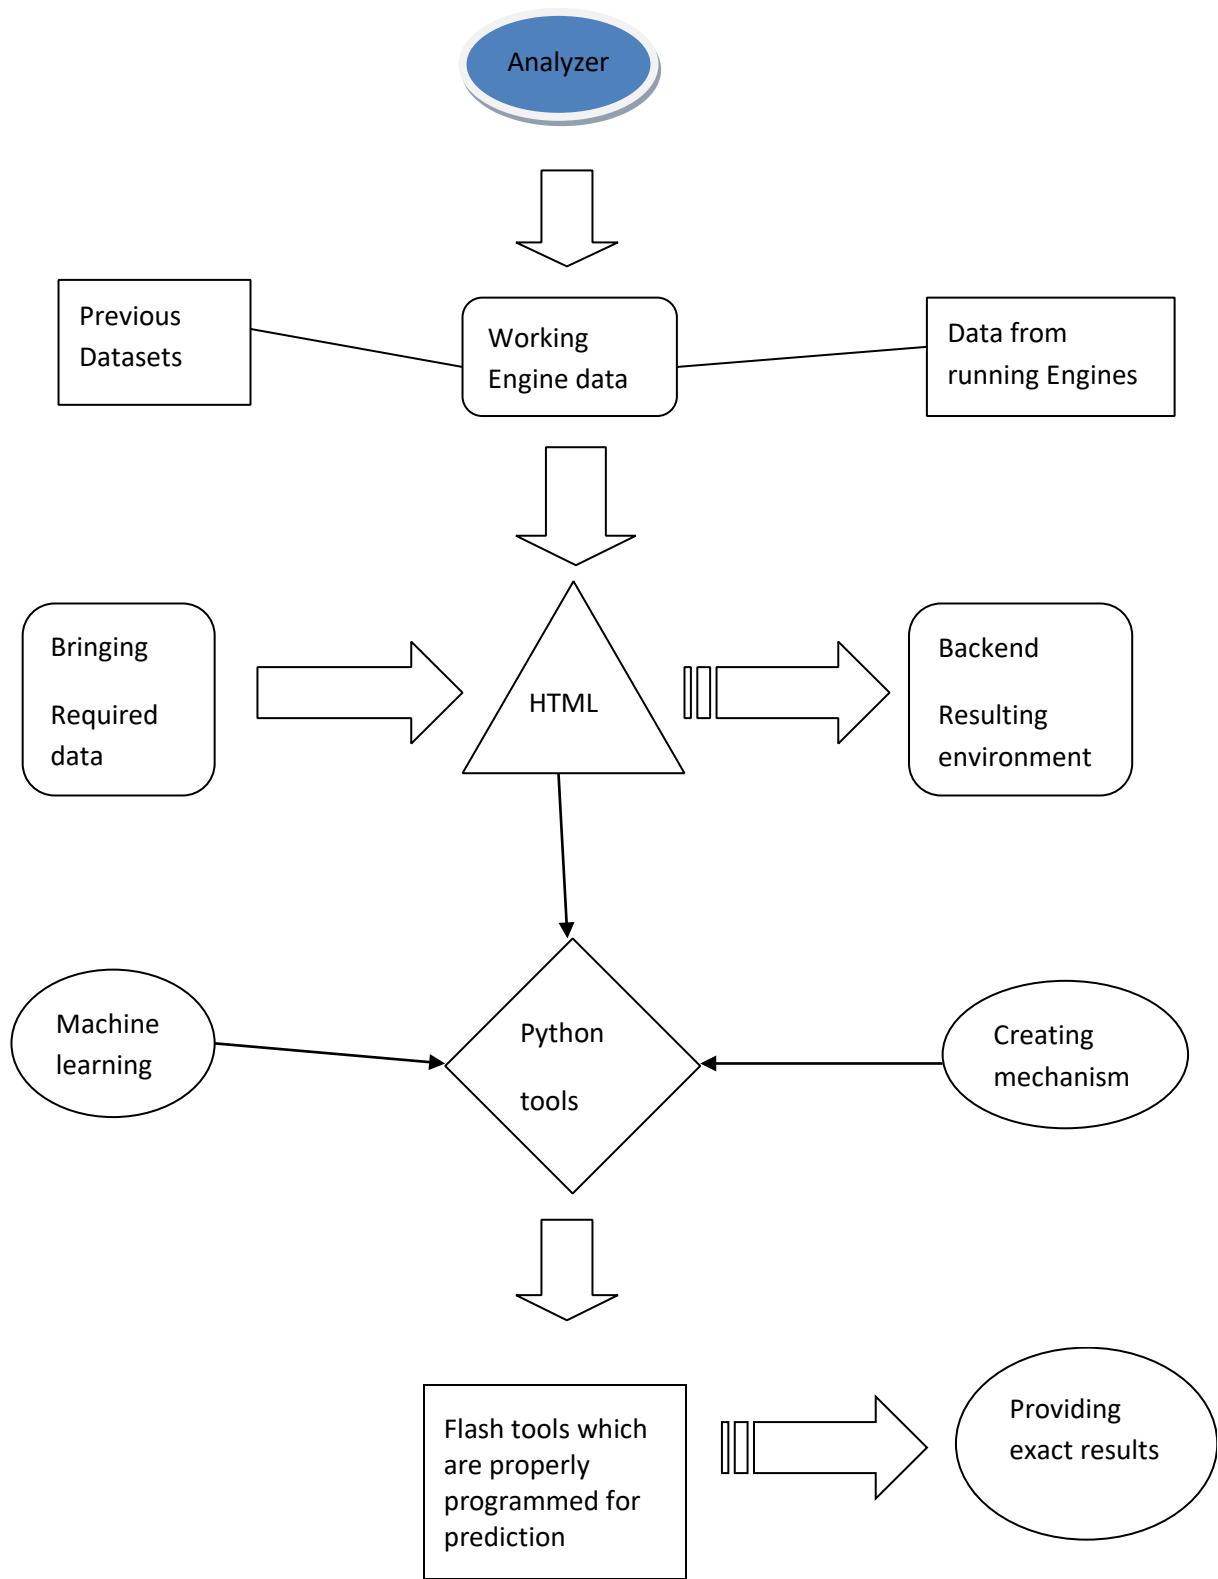 Analyzer
Previous
Datasets
Working
Engine data
Data from
running Engines
Bringing
Required
data
HTML
Backend
Resulting
environment
Machine
learning
Python
tools
Creating
mechanism
Flash tools which
are properly
programmed for
prediction
Providing
exact results